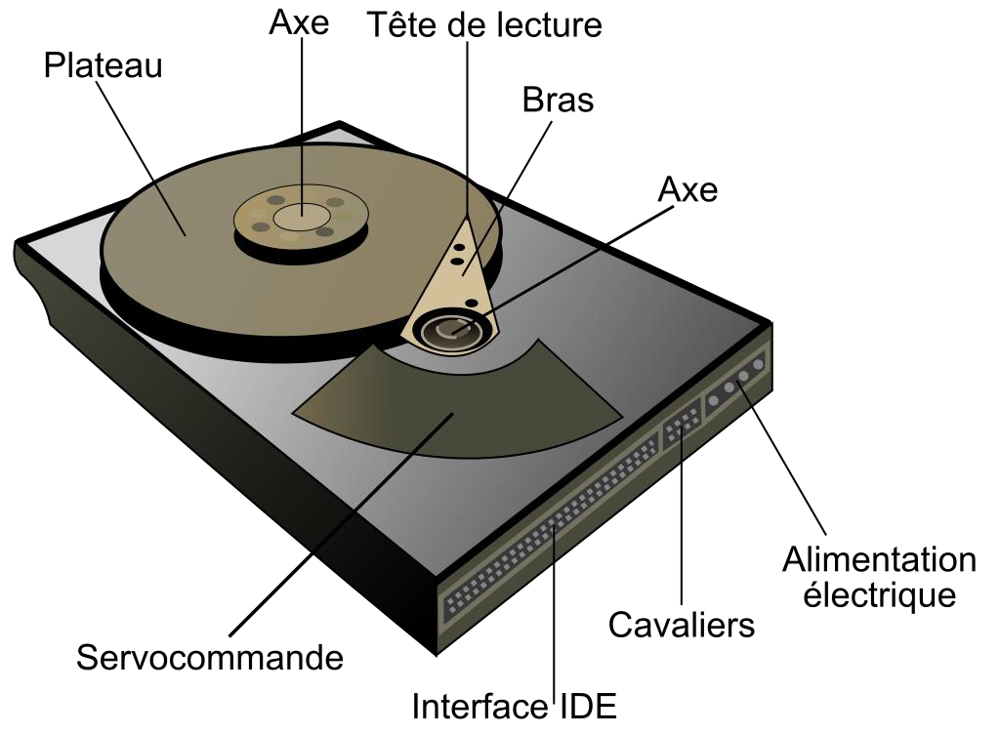 Axe
Tête de lecture
Plateau
Bras
Axe
Alimentation
électrique
Cavaliers
Servocommande
Interface IDE